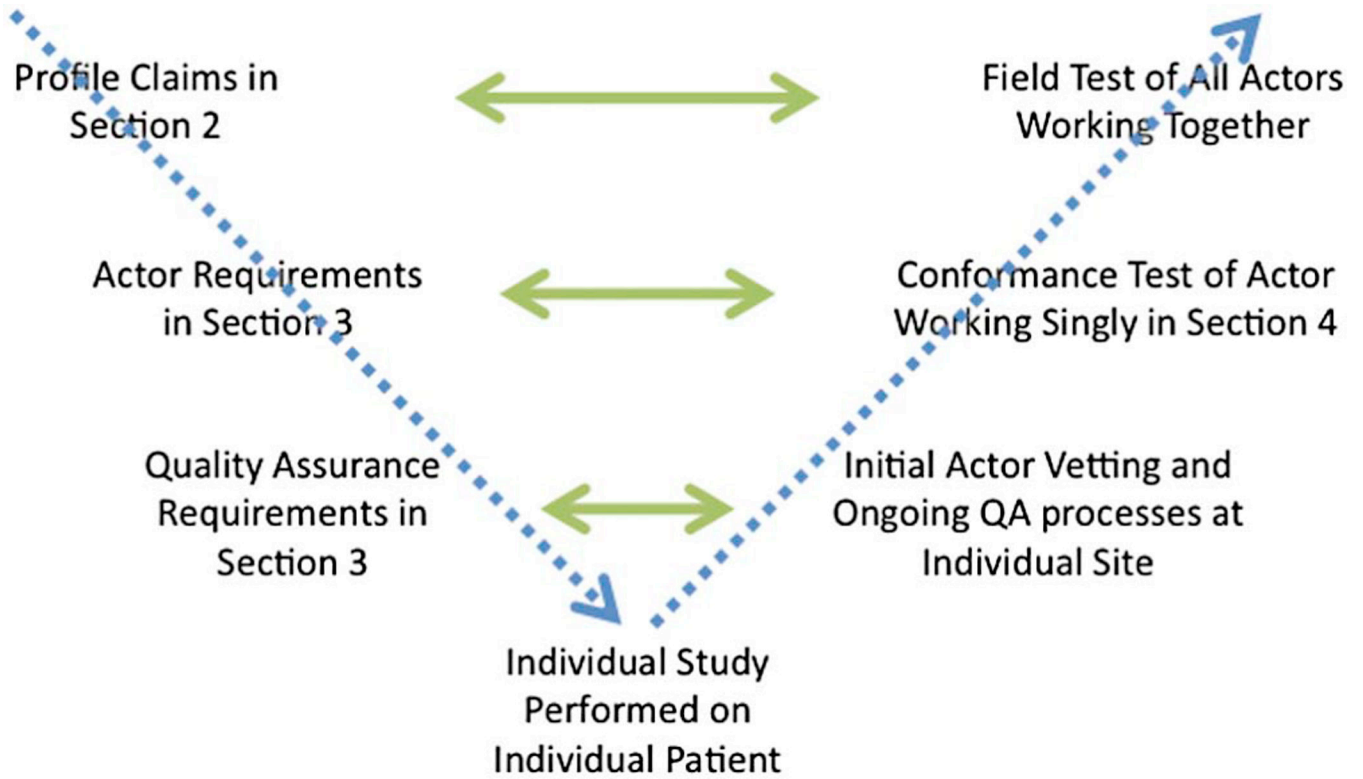 Profile Claims in
Section 2
Field Test of All Actors
Working Together
Actor Requirements
in Section 3
Conformance Test of Actor
Working Singly in Section 4
Quality Assurance
Requirements in
Section 3
Initial Actor Vetting and
Ongoing QA processes at
Individual Site
Individual Study
Performed on
Individual Patient